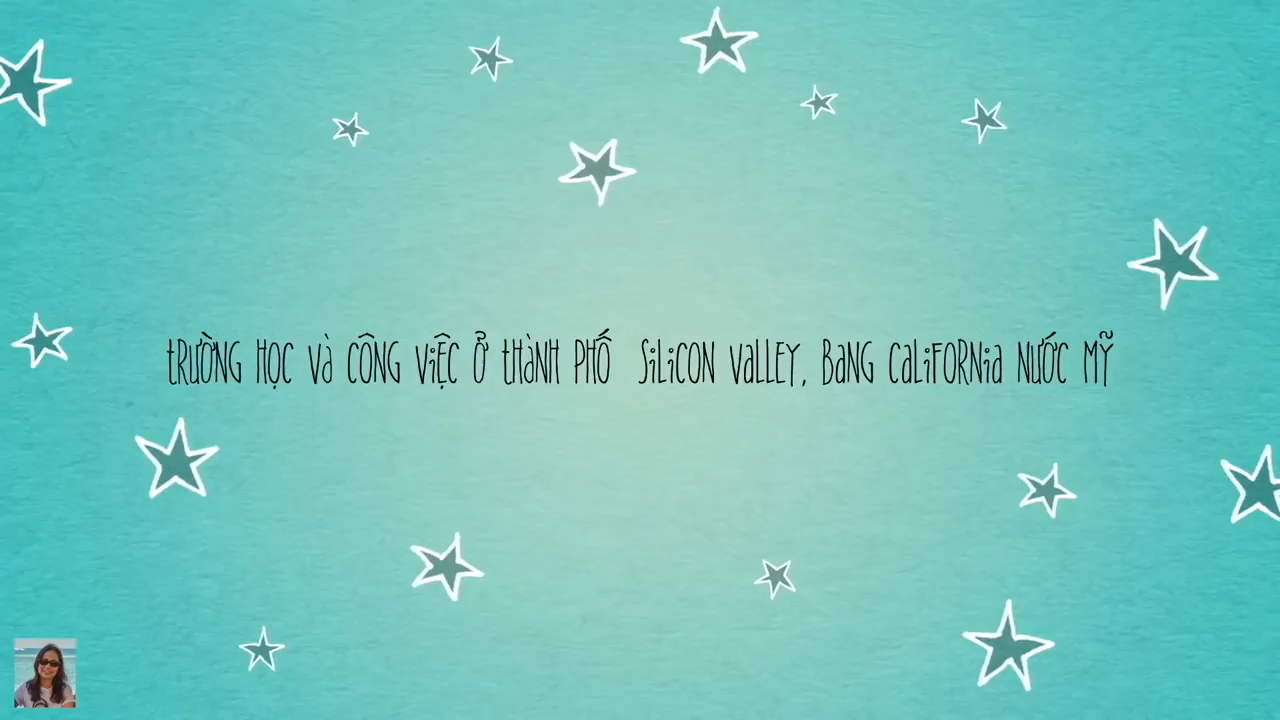 trường học và công việc ở thành phố silicon valley, bang california nước mỹ